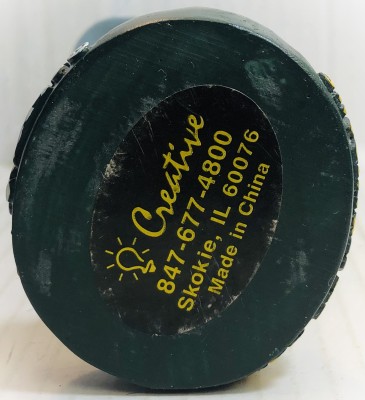 Creative
847-677-4800
Skokie, IL 60076
Made in China